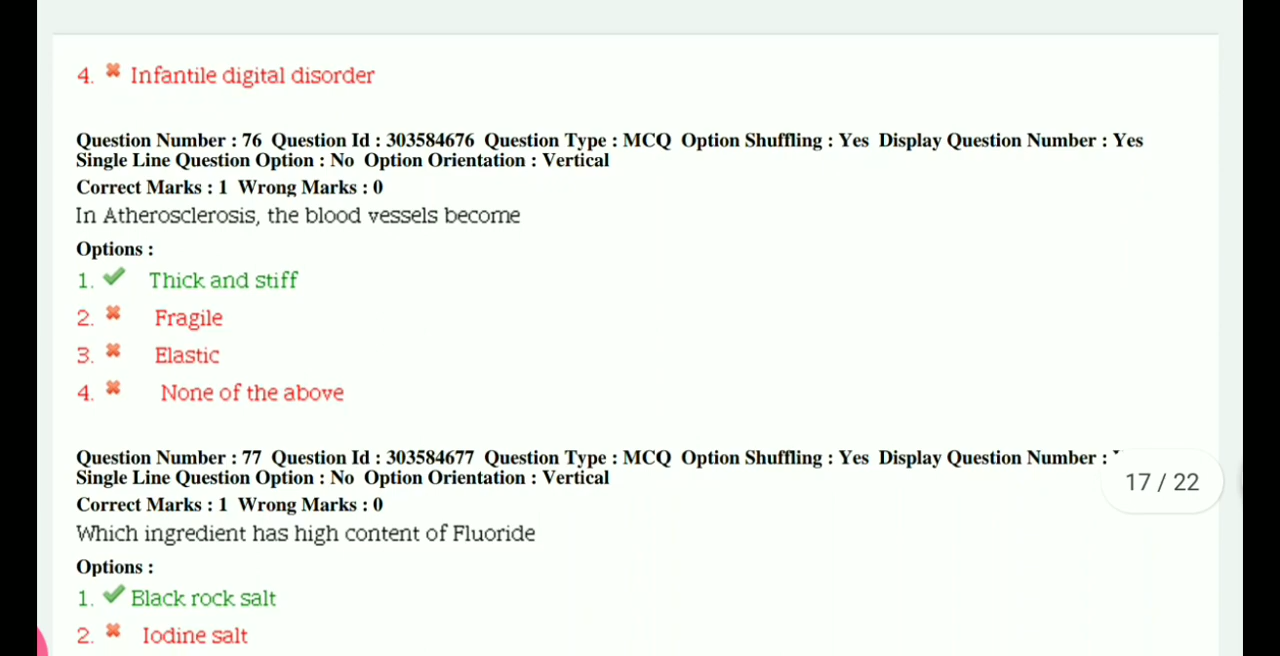 4. Infantile digital disorder
Question Number : 76 Question Id : 303584676 Question Type : MCQ Option Shuffling : Yes Display Question Number : Yes
Single Line Question Option : No Option Orientation : Vertical
Correct Marks : 1 Wrong Marks : 0
In Atherosclerosis, the blood vessels become
Options :
1. Thick and stiff
2. Fragile
3. Elastic
4. None of the above
Question Number : 77 Question Id : 303584677 Question Type : MCQ Option Shuffling : Yes Display Question Number :
Single Line Question Option : No Option Orientation : Vertical
17 / 22
Correct Marks : 1 Wrong Marks : 0
Which ingredient has high content of Fluoride
Options :
1. Black rock salt
2. Iodine salt